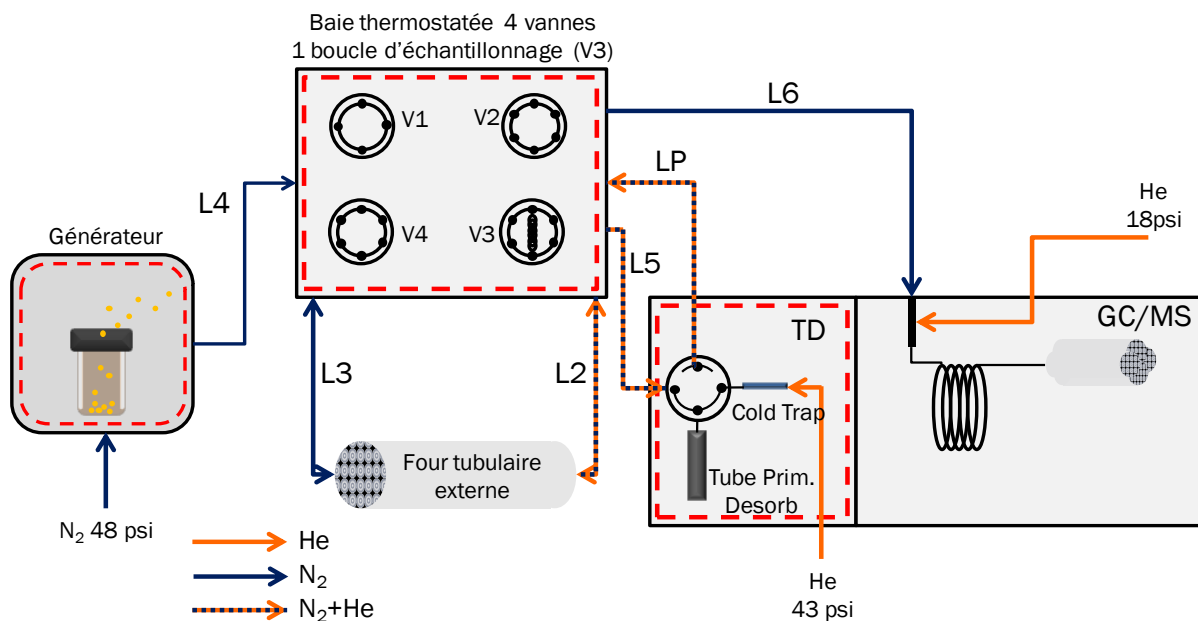 Baie thermostatée 4 vannes
1 boucle d'échantillonnage (V3)
V1
V2
V4
V3
L6
LP
L4
L5
L3
L2
Générateur
N₂ 48 psi
Four tubulaire
externe
He
18psi
TD
GC/MS
Cold Trap
Tube Prim.
Desorb
He
43 psi
He
N₂
N₂+He